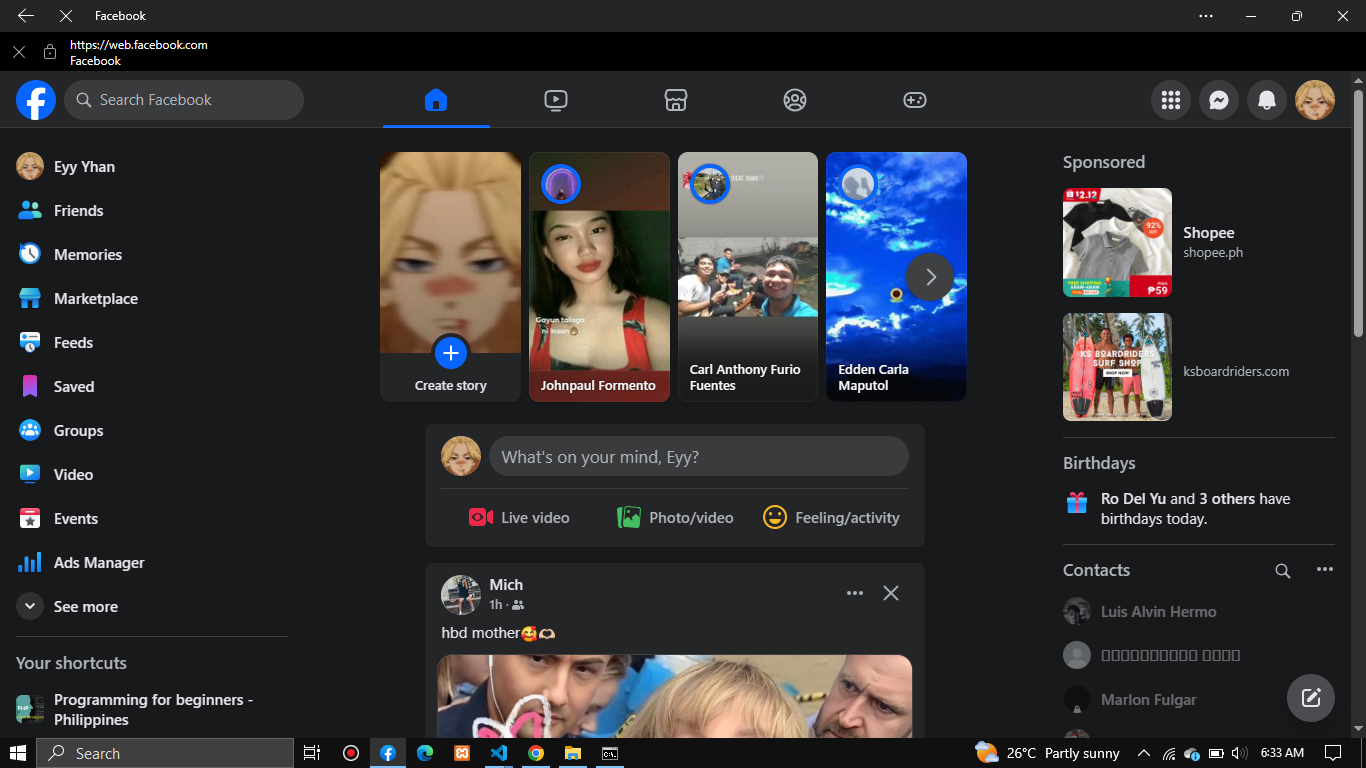 Facebook
https://web.facebook.com
Facebook
Search Facebook
Eyy Yhan
Friends
Memories
Marketplace
Feeds
Saved
Groups
Video
Events
Ads Manager
See more
Your shortcuts
Programming for beginners -
Philippines
Create story
Gayun talaga
ni insan
Johnpaul Formento
Carl Anthony Furio
Fuentes
Edden Carla
Maputol
What's on your mind, Eyy?
Live video
Photo/video
Feeling/activity
Mich
1h ·
hbd mother🥰🫶🏻
Sponsored
12.12
92%
OFF
₱59
Shopee
shopee.ph
KS BOARDRIDERS
SURF SHOP
SHOP NOW
ksboardriders.com
Birthdays
Ro Del Yu and 3 others have
birthdays today.
Contacts
Luis Alvin Hermo
Marlon Fulgar
Search
26°C Partly sunny
6:33 AM